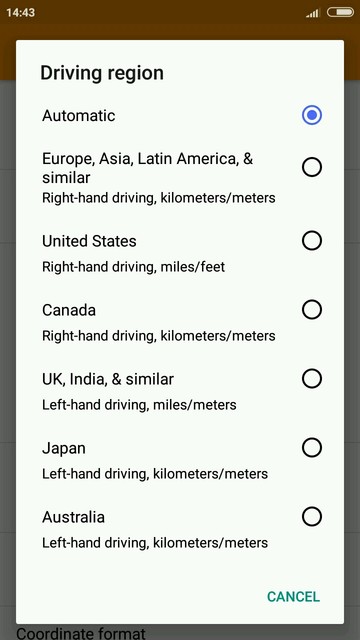 14:43
Driving region
Automatic
Europe, Asia, Latin America, &
similar
Right-hand driving, kilometers/meters
United States
Right-hand driving, miles/feet
Canada
Right-hand driving, kilometers/meters
UK, India, & similar
Left-hand driving, miles/meters
Japan
Left-hand driving, kilometers/meters
Australia
Left-hand driving, kilometers/meters
CANCEL
Coordinate format